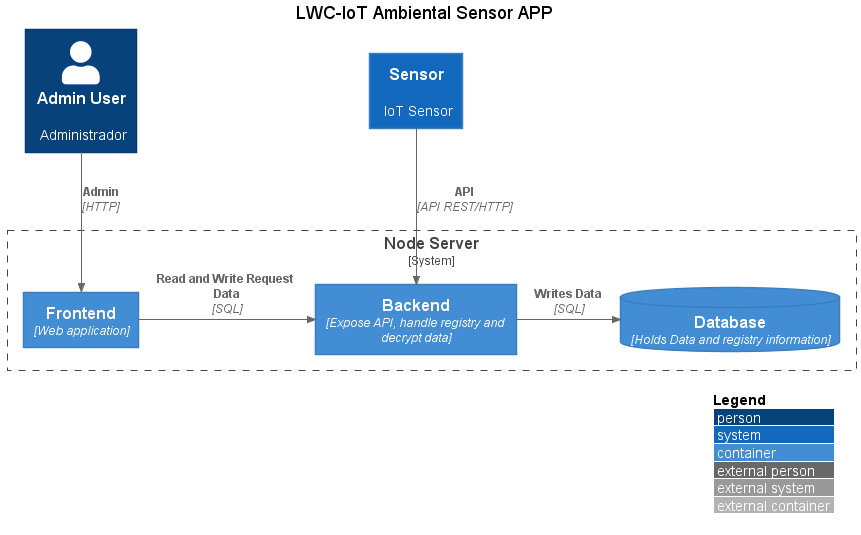 LWC-IoT Ambiental Sensor APP
Admin User
Administrador
Sensor
IoT Sensor
Admin
[HTTP]
API
[API REST/HTTP]
Node Server
[System]
Frontend
[Web application]
Read and Write Request
Data
[SQL]
Backend
[Expose API, handle registry and
decrypt data]
Writes Data
[SQL]
Database
[Holds Data and registry information]
Legend
person
system
container
external person
external system
external container